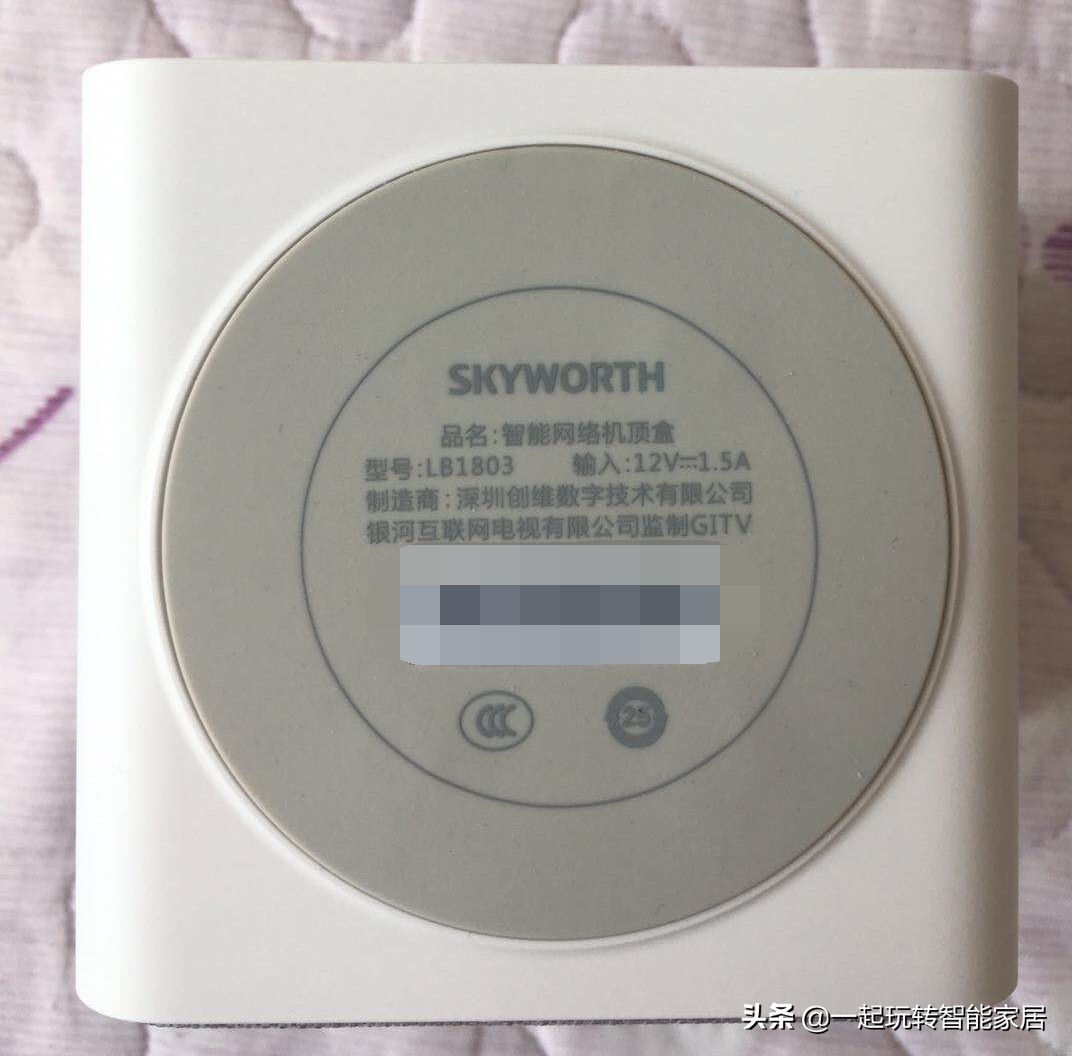 SKYWORTH
品名:智能网络机顶盒
型号:LB1803 输入:12V⎓1.5A
制造商:深圳创维数字技术有限公司
银河互联网电视有限公司监制GITV
CCC 25
头条 @一起玩转智能家居